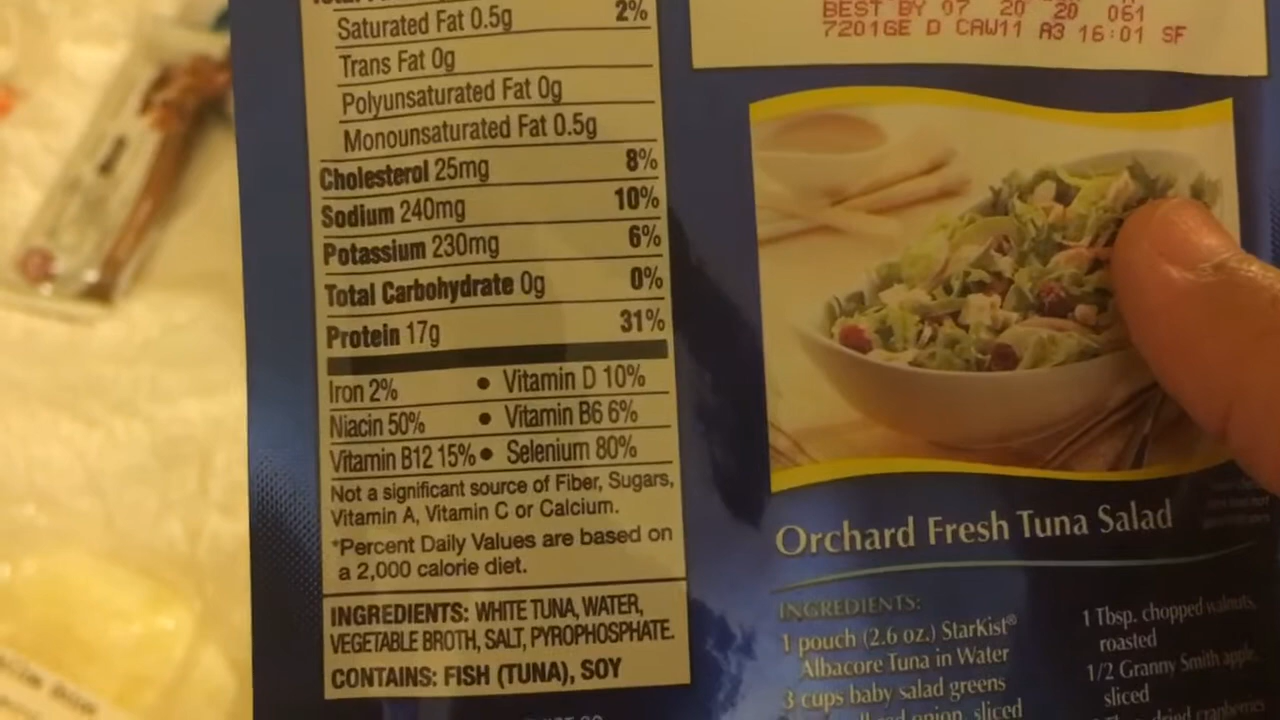 Saturated Fat 0.5g 2%
Trans Fat 0g
Polyunsaturated Fat 0g
Monounsaturated Fat 0.5g
Cholesterol 25mg 8%
Sodium 240mg 10%
Potassium 230mg 6%
Total Carbohydrate 0g 0%
Protein 17g 31%
Iron 2% • Vitamin D 10%
Niacin 50% • Vitamin B6 6%
Vitamin B12 15% • Selenium 80%
Not a significant source of Fiber, Sugars,
Vitamin A, Vitamin C or Calcium.
*Percent Daily Values are based on
a 2,000 calorie diet.
INGREDIENTS: WHITE TUNA, WATER,
VEGETABLE BROTH, SALT, PYROPHOSPHATE.
CONTAINS: FISH (TUNA), SOY
BEST BY 07 20 20 061
7201GE D CAW11 A3 16:01 SF
Orchard Fresh Tuna Salad
INGREDIENTS:
1 pouch (2.6 oz.) StarKist®
Albacore Tuna in Water
3 cups baby salad greens
onion, sliced
1 Tbsp. chopped walnuts,
roasted
1/2 Granny Smith apple,
sliced
dried cranberries